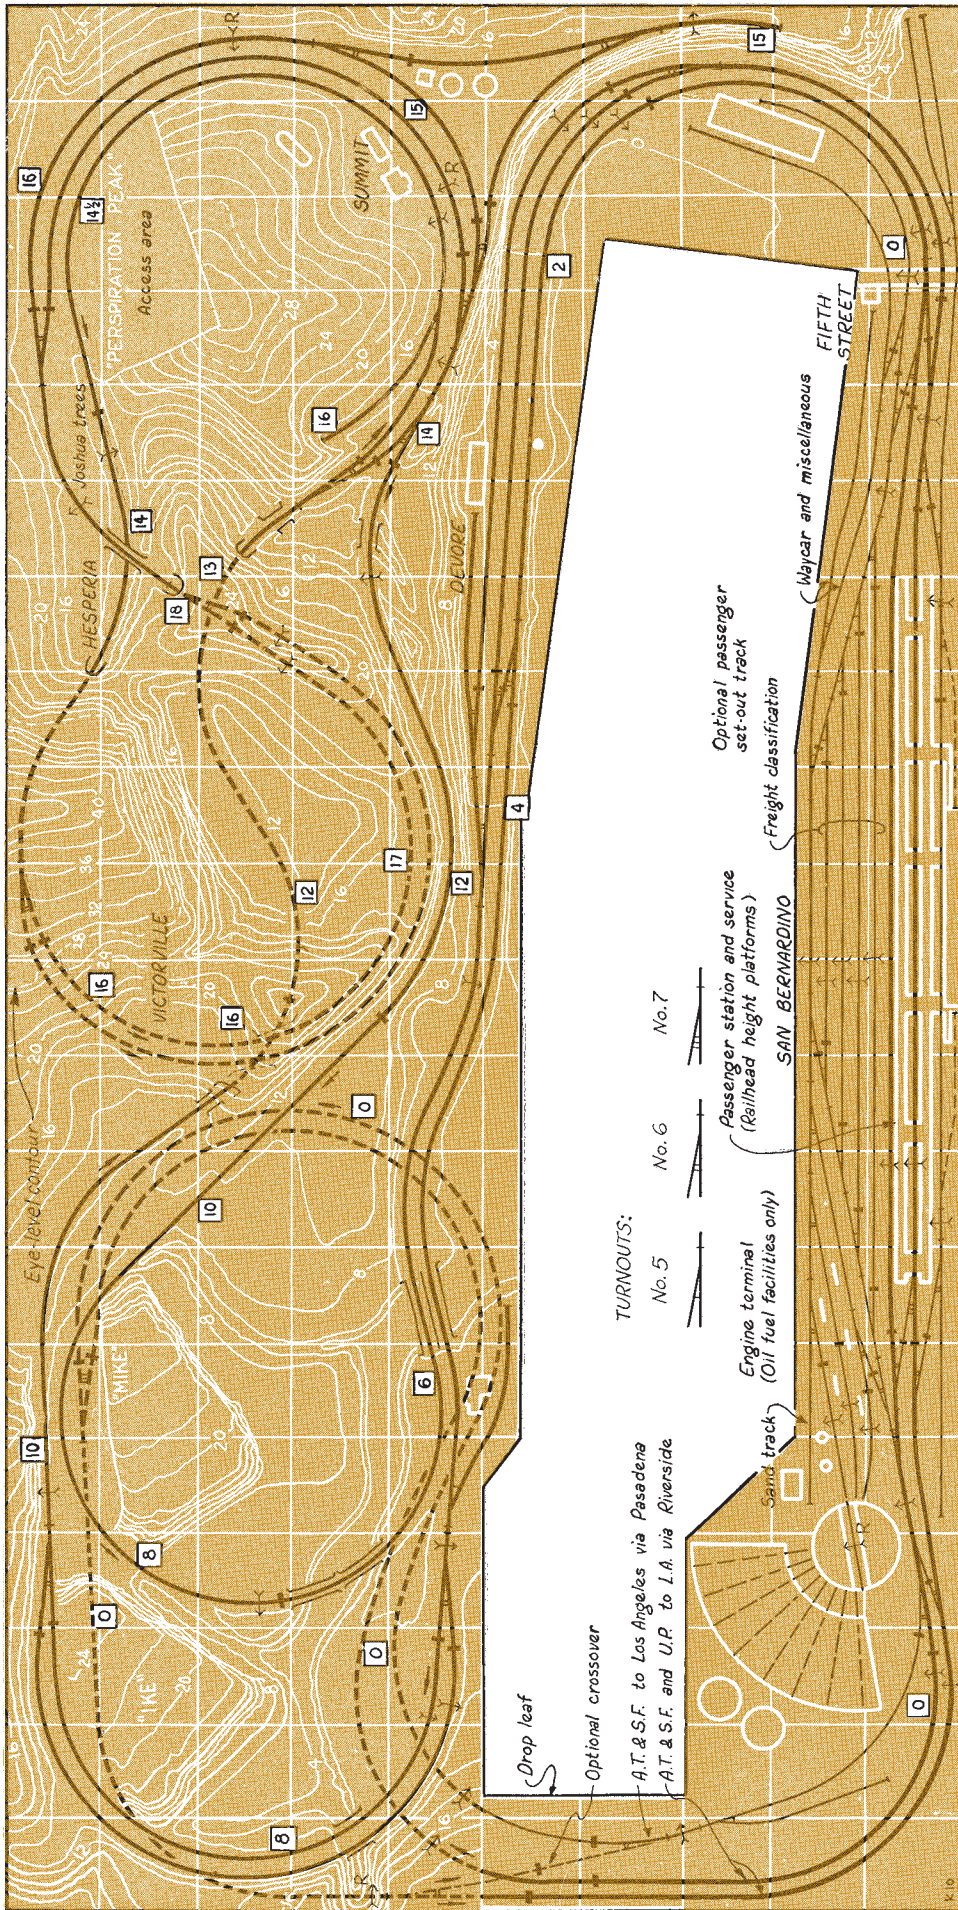 Eye-level contour
HESPERIA
Joshua trees
"PERSPIRATION PEAK"
Access area
SUMMIT
VICTORVILLE
"MIKE"
"IKE"
DEVORE
FIFTH
STREET
Waycar and miscellaneous
Optional passenger
set-out track
Freight classification
Passenger station and service
(Railhead height platforms)
SAN BERNARDINO
TURNOUTS:
No. 5
No. 6
No. 7
Engine terminal
(Oil fuel facilities only)
Sand track
Drop leaf
Optional crossover
A.T. & S.F. to Los Angeles via Pasadena
A.T. & S.F. and U.P. to L.A. via Riverside
16
14½
15
15
R
R
2
0
16
14
14
13
18
4
12
17
12
16
16
0
10
10
6
8
0
0
8
R
R
0